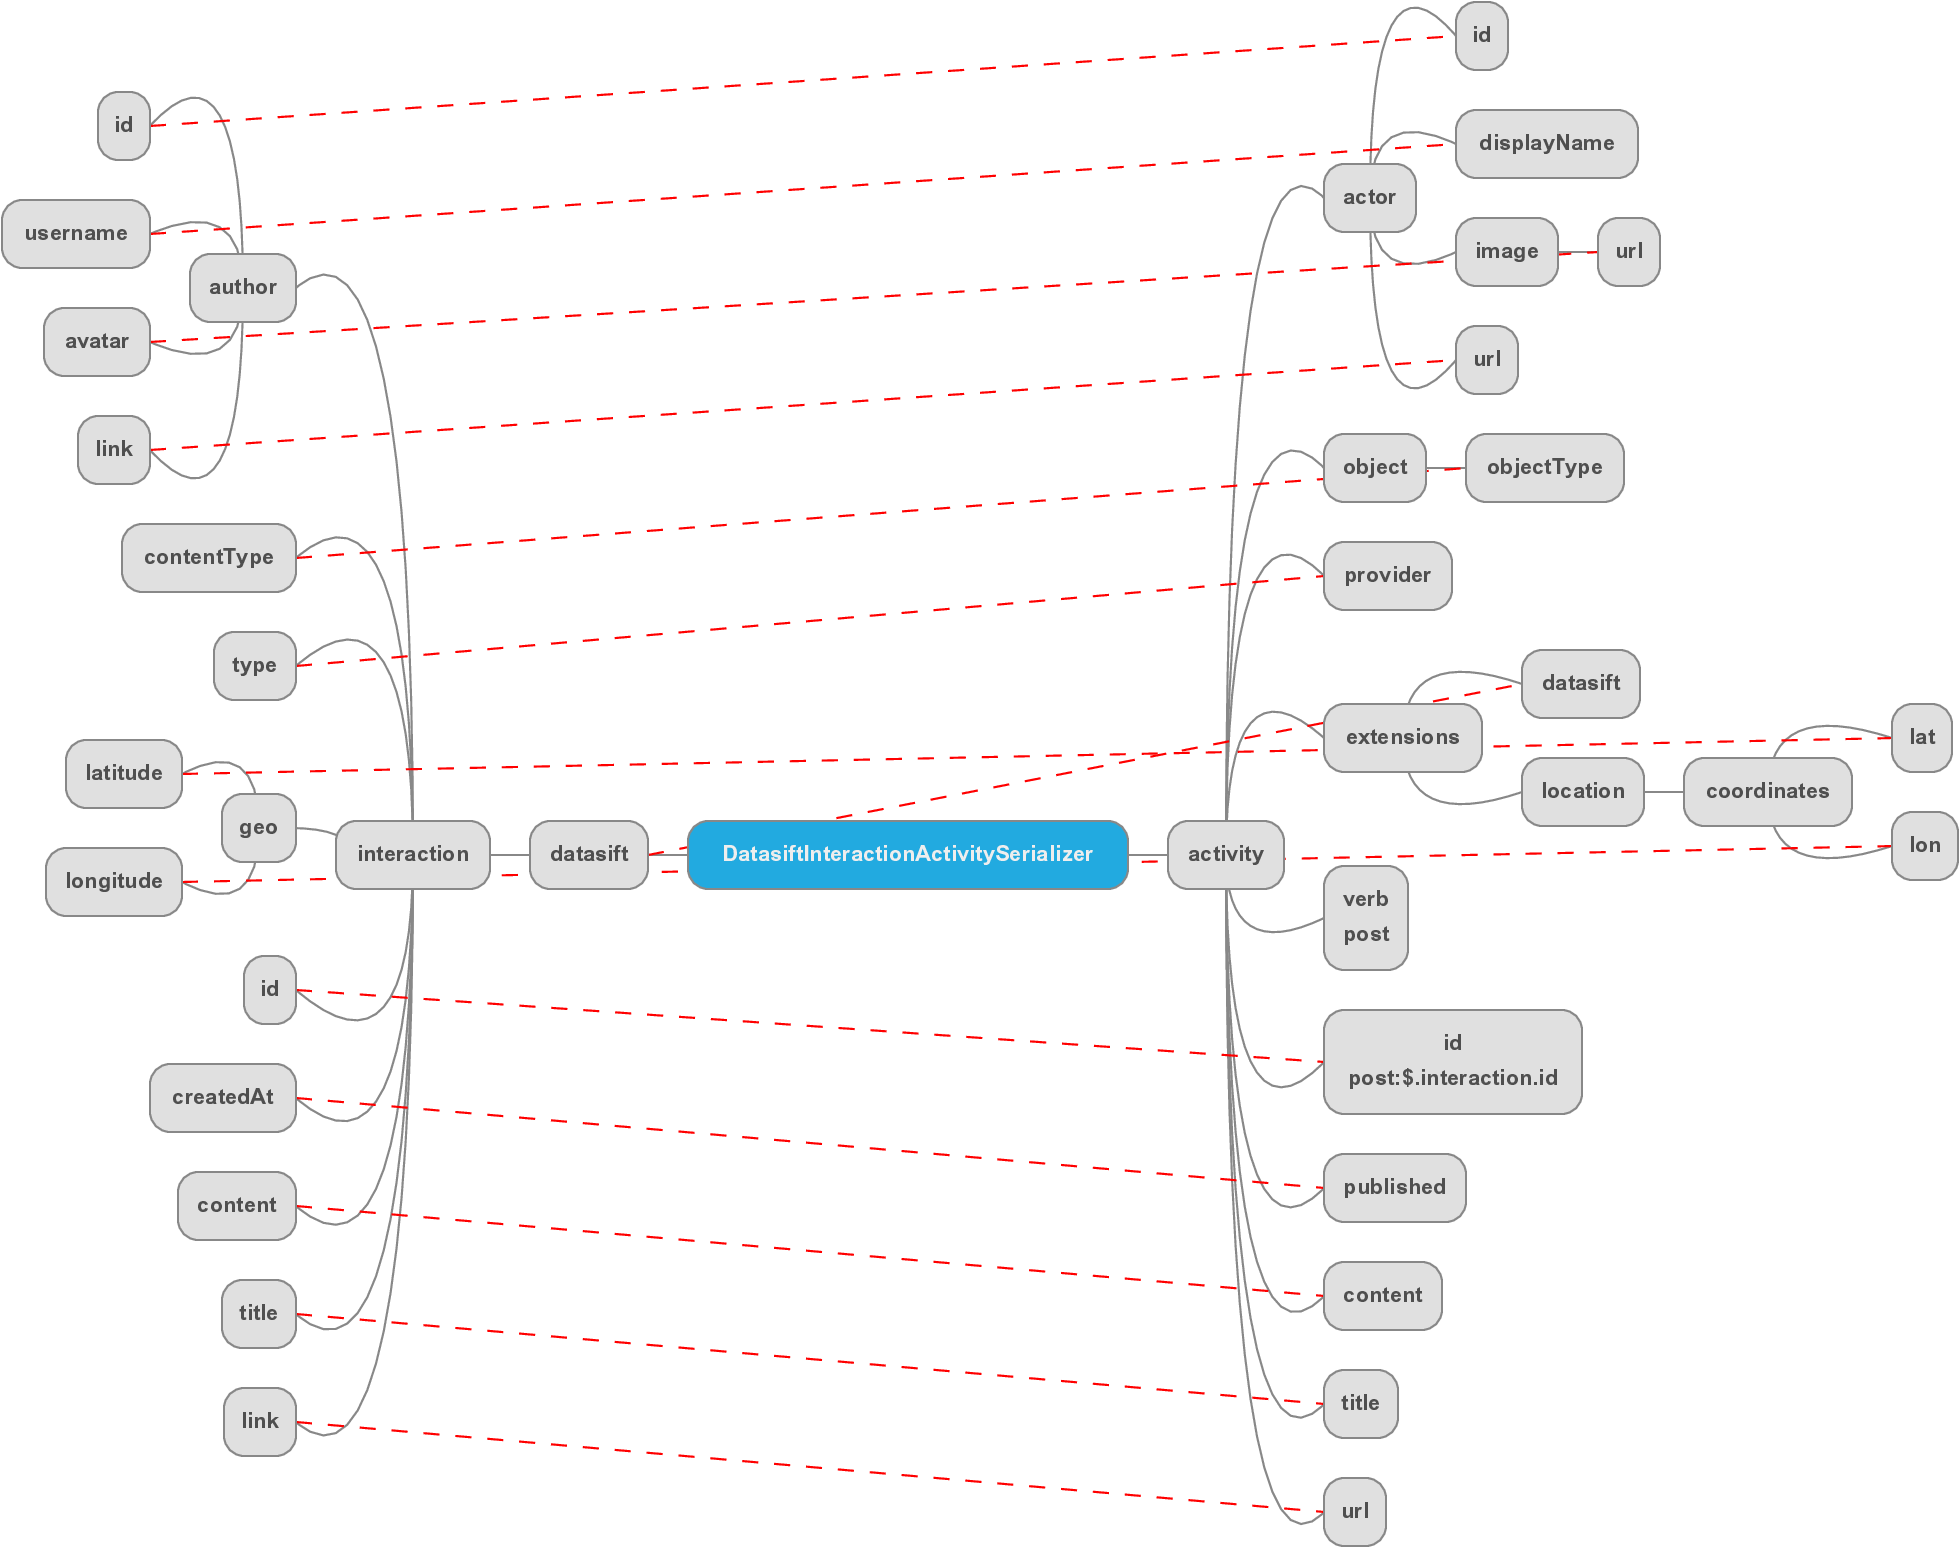 id
username
author
avatar
link
contentType
type
latitude
geo
longitude
interaction
datasift
id
createdAt
content
title
link
DatasiftInteractionActivitySerializer
activity
id
displayName
actor
image
url
url
object
objectType
provider
datasift
extensions
location
coordinates
lat
lon
verb
post
id
post:$.interaction.id
published
content
title
url